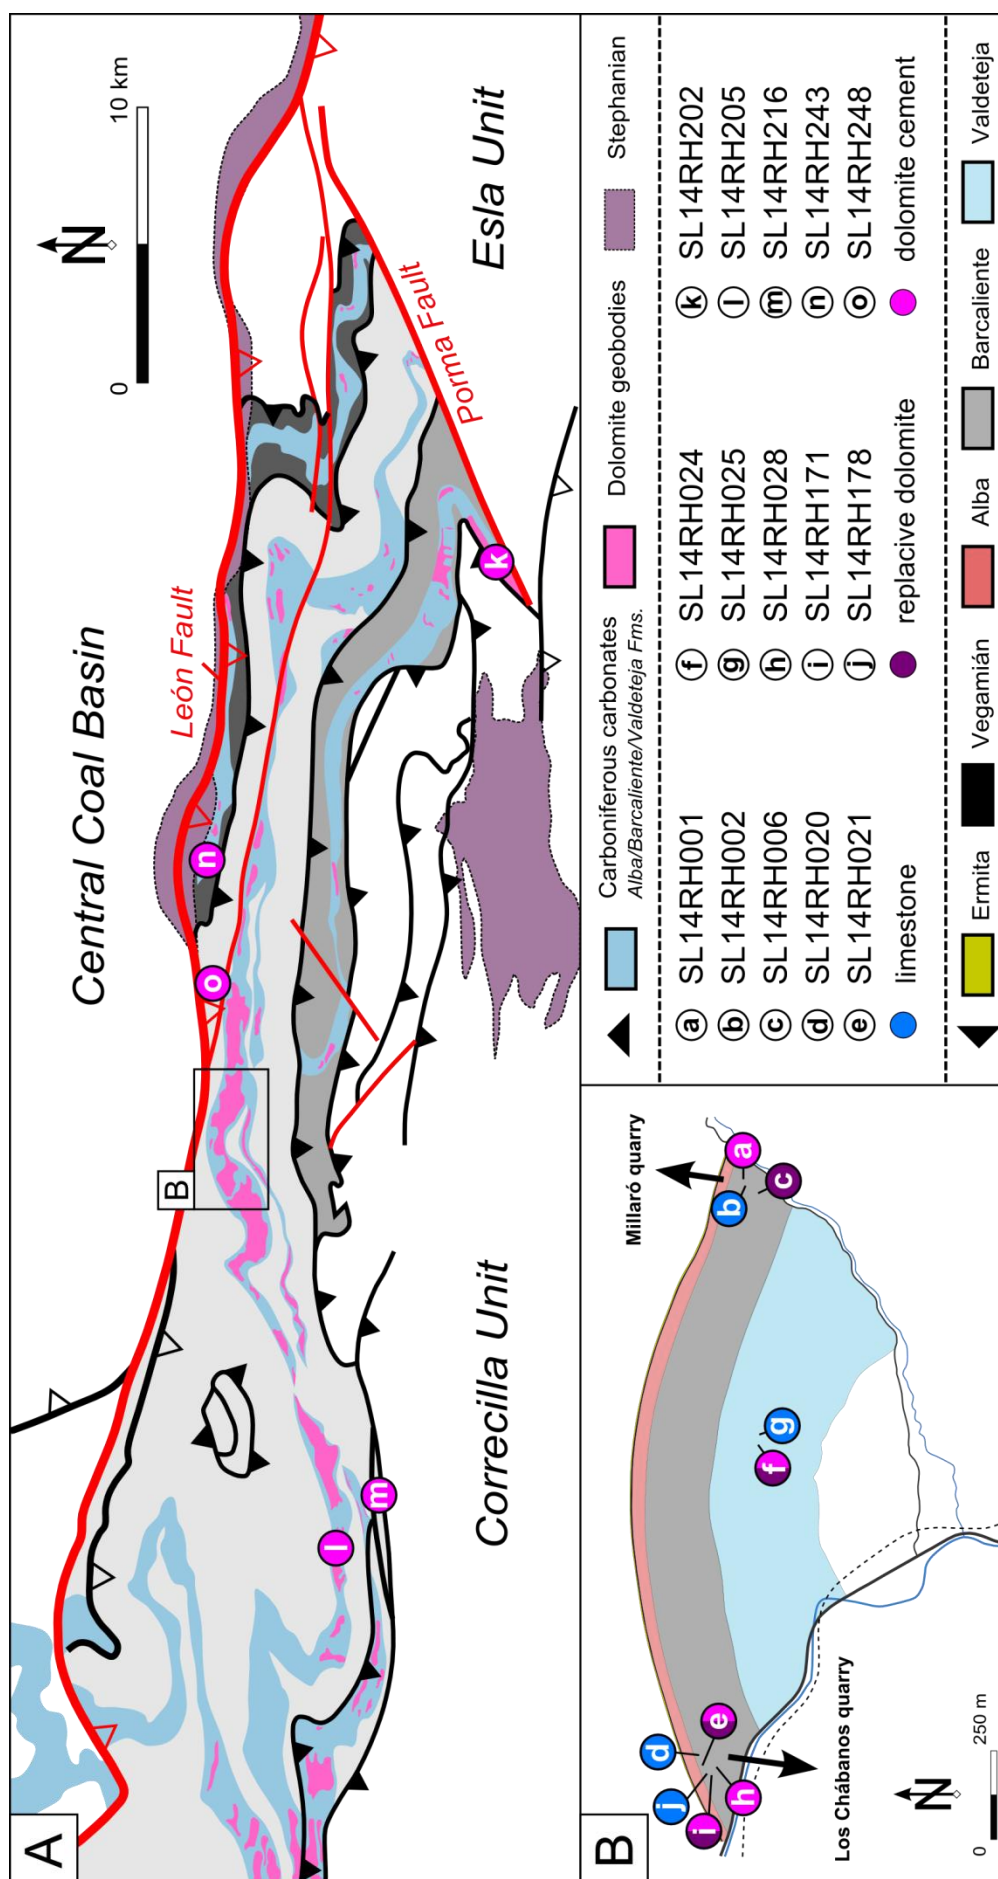 A
Central Coal Basin
N
0
10 km
León Fault
B
n
o
Esla Unit
Porma Fault
k
l
m
Correcilla Unit
B
Millaró quarry
a
b
c
d
e
f
g
h
i
j
Los Chábanos quarry
N
0
250 m
Carboniferous carbonates
Alba/Barcaliente/Valdeteja Fms.
Dolomite geobodies
Stephanian
a SL14RH001
b SL14RH002
c SL14RH006
d SL14RH020
e SL14RH021
f SL14RH024
g SL14RH025
h SL14RH028
i SL14RH171
j SL14RH178
k SL14RH202
l SL14RH205
m SL14RH216
n SL14RH243
o SL14RH248
limestone
replacive dolomite
dolomite cement
Ermita
Vegamián
Alba
Barcaliente
Valdeteja